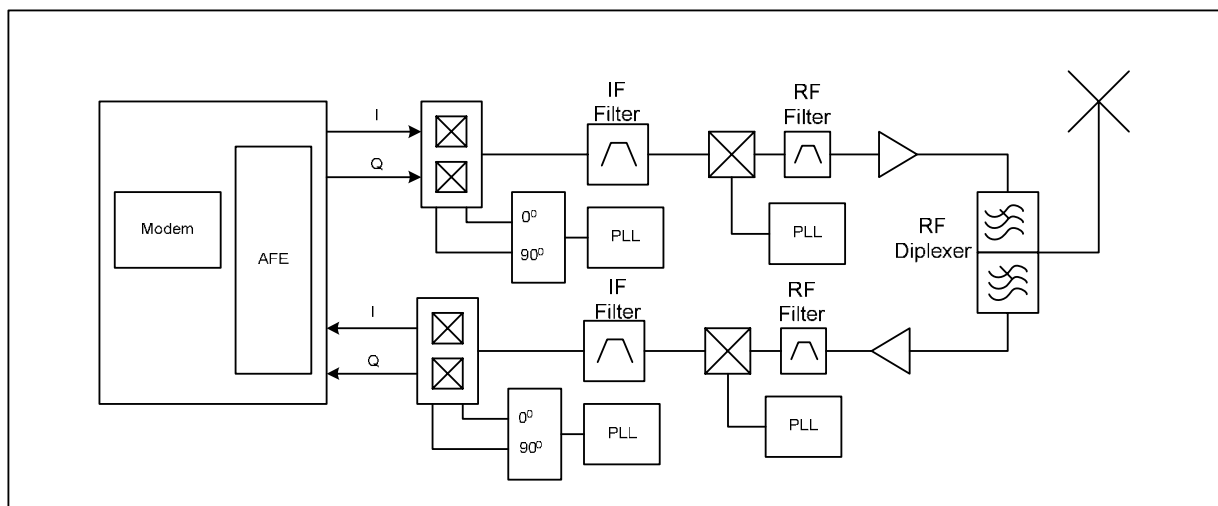 I
Q
IF
Filter
RF
Filter
0⁰
90⁰
PLL
PLL
Modem
AFE
RF
Diplexer
I
Q
IF
Filter
RF
Filter
0⁰
90⁰
PLL
PLL